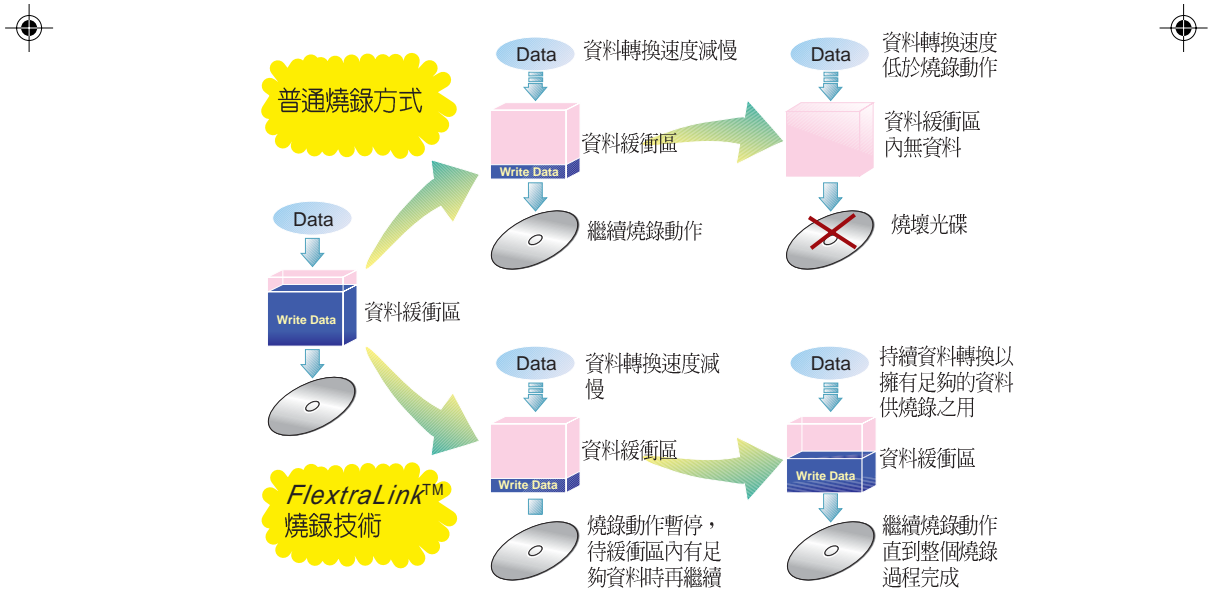 普通燒錄方式
Data
資料轉換速度減慢
資料緩衝區
Write Data
繼續燒錄動作
Data
資料轉換速度
低於燒錄動作
資料緩衝區
內無資料
燒壞光碟
Data
Write Data
資料緩衝區
FlextraLink™
燒錄技術
Data
資料轉換速度減
慢
資料緩衝區
Write Data
燒錄動作暫停，
待緩衝區內有足
夠資料時再繼續
Data
持續資料轉換以
擁有足夠的資料
供燒錄之用
資料緩衝區
Write Data
繼續燒錄動作
直到整個燒錄
過程完成